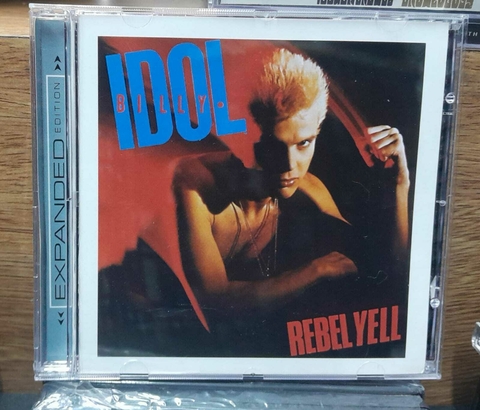 IDOL
BILLY
REBEL YELL
EXPANDED EDITION